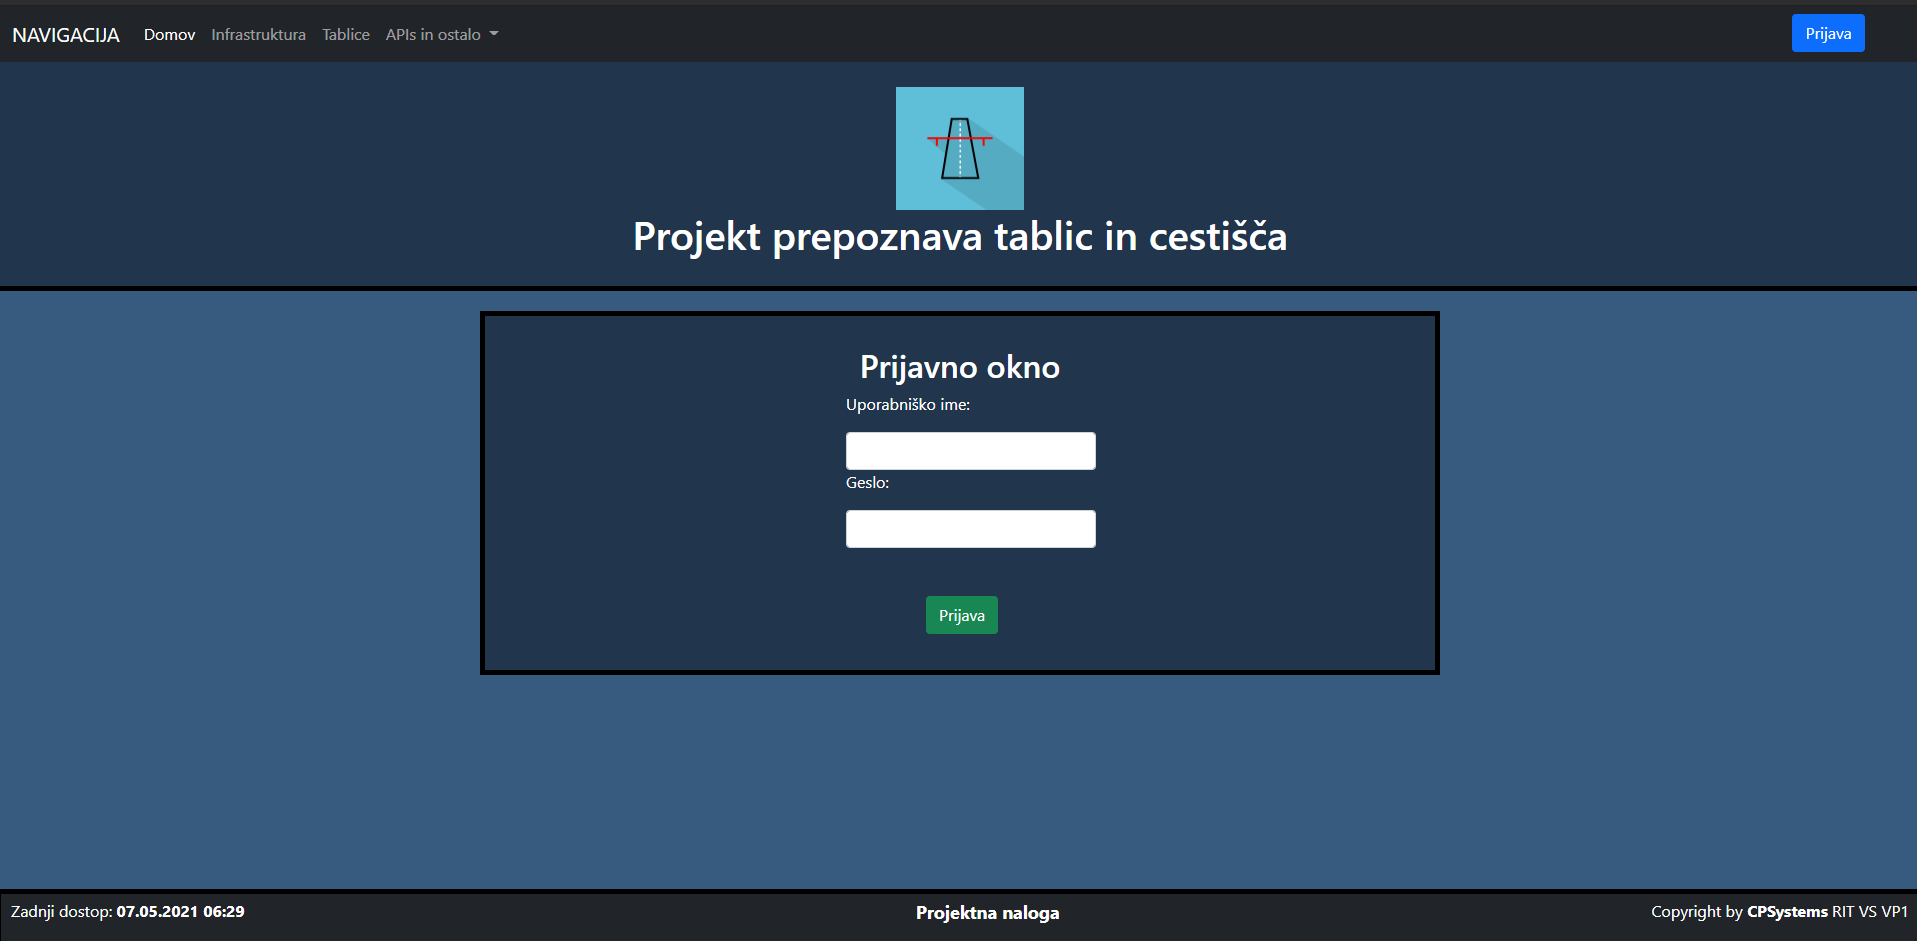 NAVIGACIJA Domov Infrastruktura Tablice APIs in ostalo Prijava
Projekt prepoznava tablic in cestišča
Prijavno okno
Uporabniško ime:
Geslo:
Prijava
Zadnji dostop: 07.05.2021 06:29 Projektna naloga Copyright by CPSystems RIT VS VP1